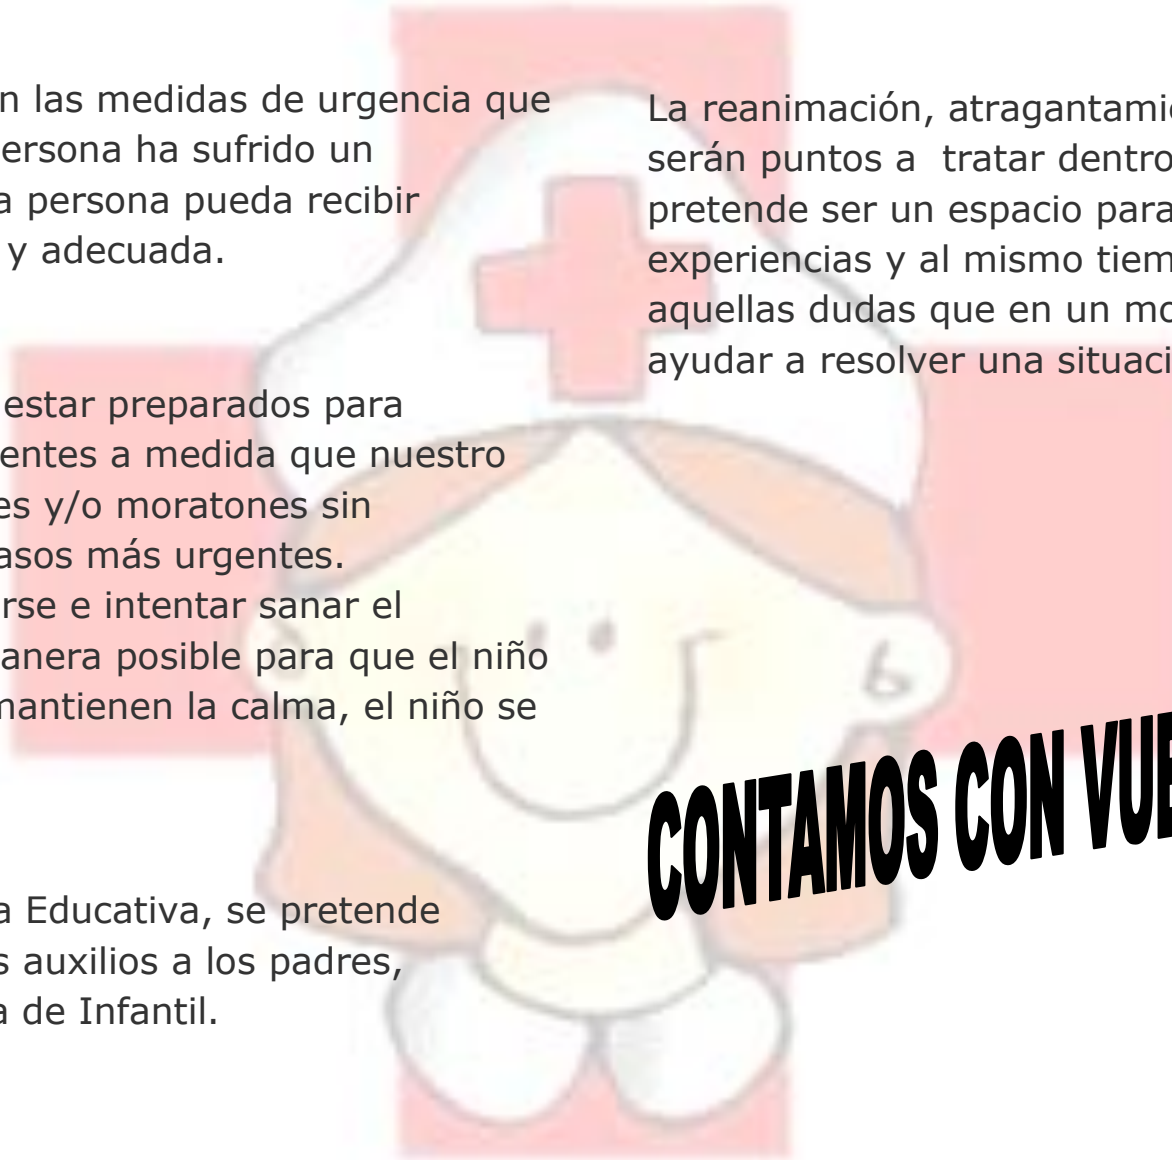 n las medidas de urgencia que
ersona ha sufrido un
a persona pueda recibir
y adecuada.
estar preparados para
entes a medida que nuestro
es y/o moratones sin
asos más urgentes.
rse e intentar sanar el
anera posible para que el niño
mantienen la calma, el niño se
a Educativa, se pretende
s auxilios a los padres,
a de Infantil.
La reanimación, atragantamie
serán puntos a tratar dentro
pretende ser un espacio para
experiencias y al mismo tiem
aquellas dudas que en un mo
ayudar a resolver una situaci
CONTAMOS CON VUE